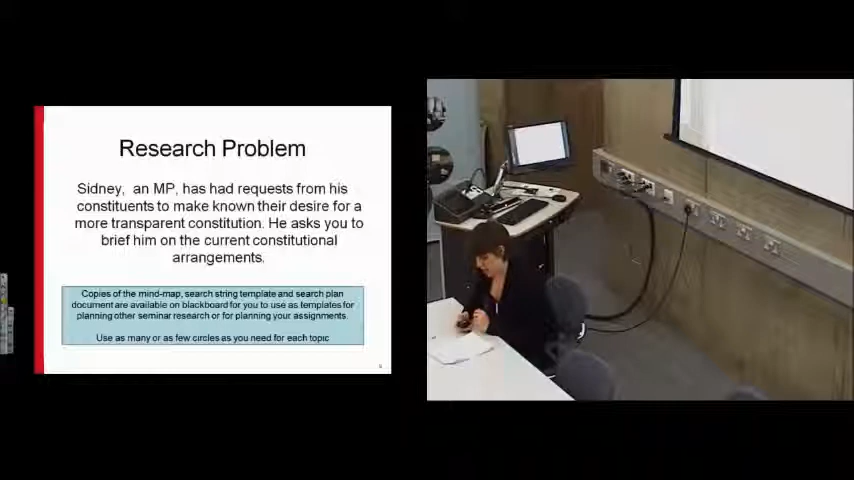 Research Problem
Sidney, an MP, has had requests from his
constituents to make known their desire for a
more transparent constitution. He asks you to
brief him on the current constitutional
arrangements.
Copies of the mind-map, search string template and search plan
document are available on blackboard for you to use as templates for
planning other seminar research or for planning your assignments.
Use as many or as few circles as you need for each topic